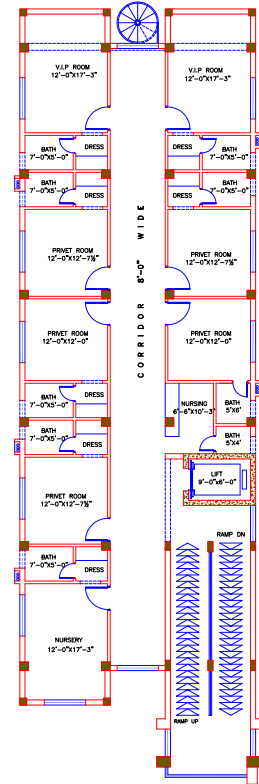 V.I.P ROOM
12'-0"X17'-3"
V.I.P ROOM
12'-0"X17'-3"
BATH
7'-0"X5'-0"
DRESS
DRESS
BATH
7'-0"X5'-0"
BATH
7'-0"X5'-0"
DRESS
DRESS
BATH
7'-0"X5'-0"
CORRIDOR 8'-0" WIDE
PRIVET ROOM
12'-0"X12'-7½"
PRIVET ROOM
12'-0"X12'-7½"
PRIVET ROOM
12'-0"X12'-0"
PRIVET ROOM
12'-0"X12'-0"
BATH
7'-0"X5'-0"
DRESS
NURSING
6'-6"X10'-3"
BATH
5'X6'
BATH
7'-0"X5'-0"
DRESS
BATH
5'X4'
LIFT
9'-0"X6'-0"
PRIVET ROOM
12'-0"X12'-7½"
RAMP DN
BATH
7'-0"X5'-0"
DRESS
NURSERY
12'-0"X17'-3"
RAMP UP